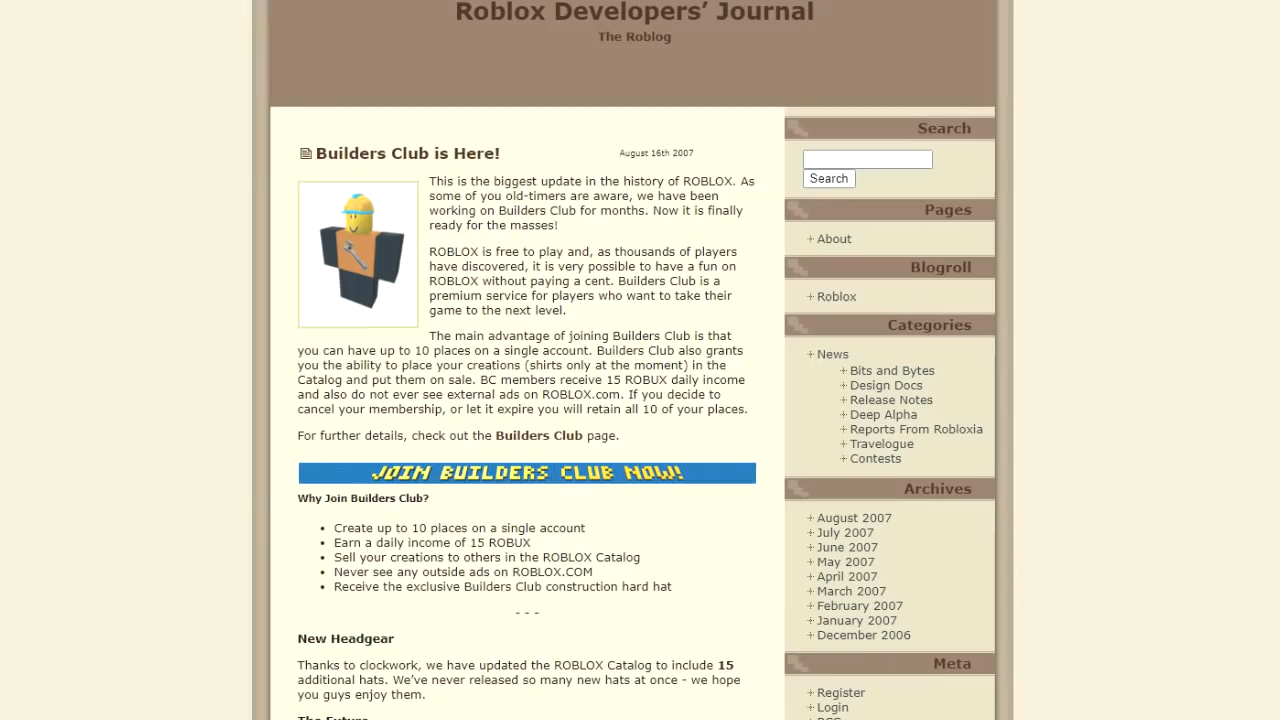 Roblox Developers’ Journal
The Roblog
Builders Club is Here!
August 16th 2007
This is the biggest update in the history of ROBLOX. As
some of you old-timers are aware, we have been
working on Builders Club for months. Now it is finally
ready for the masses!
ROBLOX is free to play and, as thousands of players
have discovered, it is very possible to have a fun on
ROBLOX without paying a cent. Builders Club is a
premium service for players who want to take their
game to the next level.
The main advantage of joining Builders Club is that
you can have up to 10 places on a single account. Builders Club also grants
you the ability to place your creations (shirts only at the moment) in the
Catalog and put them on sale. BC members receive 15 ROBUX daily income
and also do not ever see external ads on ROBLOX.com. If you decide to
cancel your membership, or let it expire you will retain all 10 of your places.
For further details, check out the Builders Club page.
JOIN BUILDERS CLUB NOW!
Why Join Builders Club?
• Create up to 10 places on a single account
• Earn a daily income of 15 ROBUX
• Sell your creations to others in the ROBLOX Catalog
• Never see any outside ads on ROBLOX.COM
• Receive the exclusive Builders Club construction hard hat
- - -
New Headgear
Thanks to clockwork, we have updated the ROBLOX Catalog to include 15
additional hats. We’ve never released so many new hats at once - we hope
you guys enjoy them.
The Future
Search
Search
Pages
About
Blogroll
Roblox
Categories
News
Bits and Bytes
Design Docs
Release Notes
Deep Alpha
Reports From Robloxia
Travelogue
Contests
Archives
August 2007
July 2007
June 2007
May 2007
April 2007
March 2007
February 2007
January 2007
December 2006
Meta
Register
Login
RSS